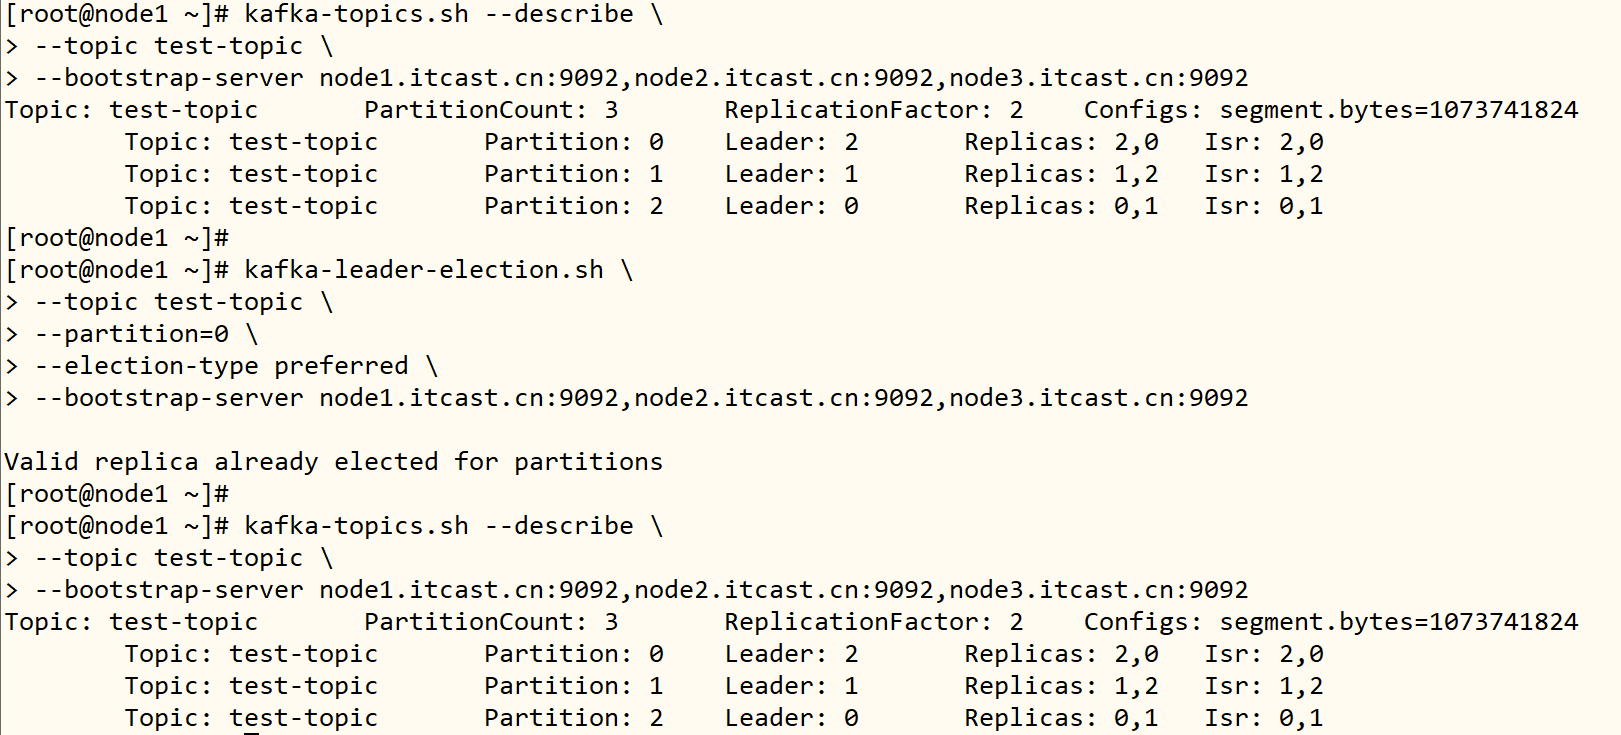 [root@node1 ~]# kafka-topics.sh --describe \
> --topic test-topic \
> --bootstrap-server node1.itcast.cn:9092,node2.itcast.cn:9092,node3.itcast.cn:9092
Topic: test-topic       PartitionCount: 3       ReplicationFactor: 2    Configs: segment.bytes=1073741824
        Topic: test-topic       Partition: 0    Leader: 2       Replicas: 2,0   Isr: 2,0
        Topic: test-topic       Partition: 1    Leader: 1       Replicas: 1,2   Isr: 1,2
        Topic: test-topic       Partition: 2    Leader: 0       Replicas: 0,1   Isr: 0,1
[root@node1 ~]#
[root@node1 ~]# kafka-leader-election.sh \
> --topic test-topic \
> --partition=0 \
> --election-type preferred \
> --bootstrap-server node1.itcast.cn:9092,node2.itcast.cn:9092,node3.itcast.cn:9092

Valid replica already elected for partitions
[root@node1 ~]#
[root@node1 ~]# kafka-topics.sh --describe \
> --topic test-topic \
> --bootstrap-server node1.itcast.cn:9092,node2.itcast.cn:9092,node3.itcast.cn:9092
Topic: test-topic       PartitionCount: 3       ReplicationFactor: 2    Configs: segment.bytes=1073741824
        Topic: test-topic       Partition: 0    Leader: 2       Replicas: 2,0   Isr: 2,0
        Topic: test-topic       Partition: 1    Leader: 1       Replicas: 1,2   Isr: 1,2
        Topic: test-topic       Partition: 2    Leader: 0       Replicas: 0,1   Isr: 0,1